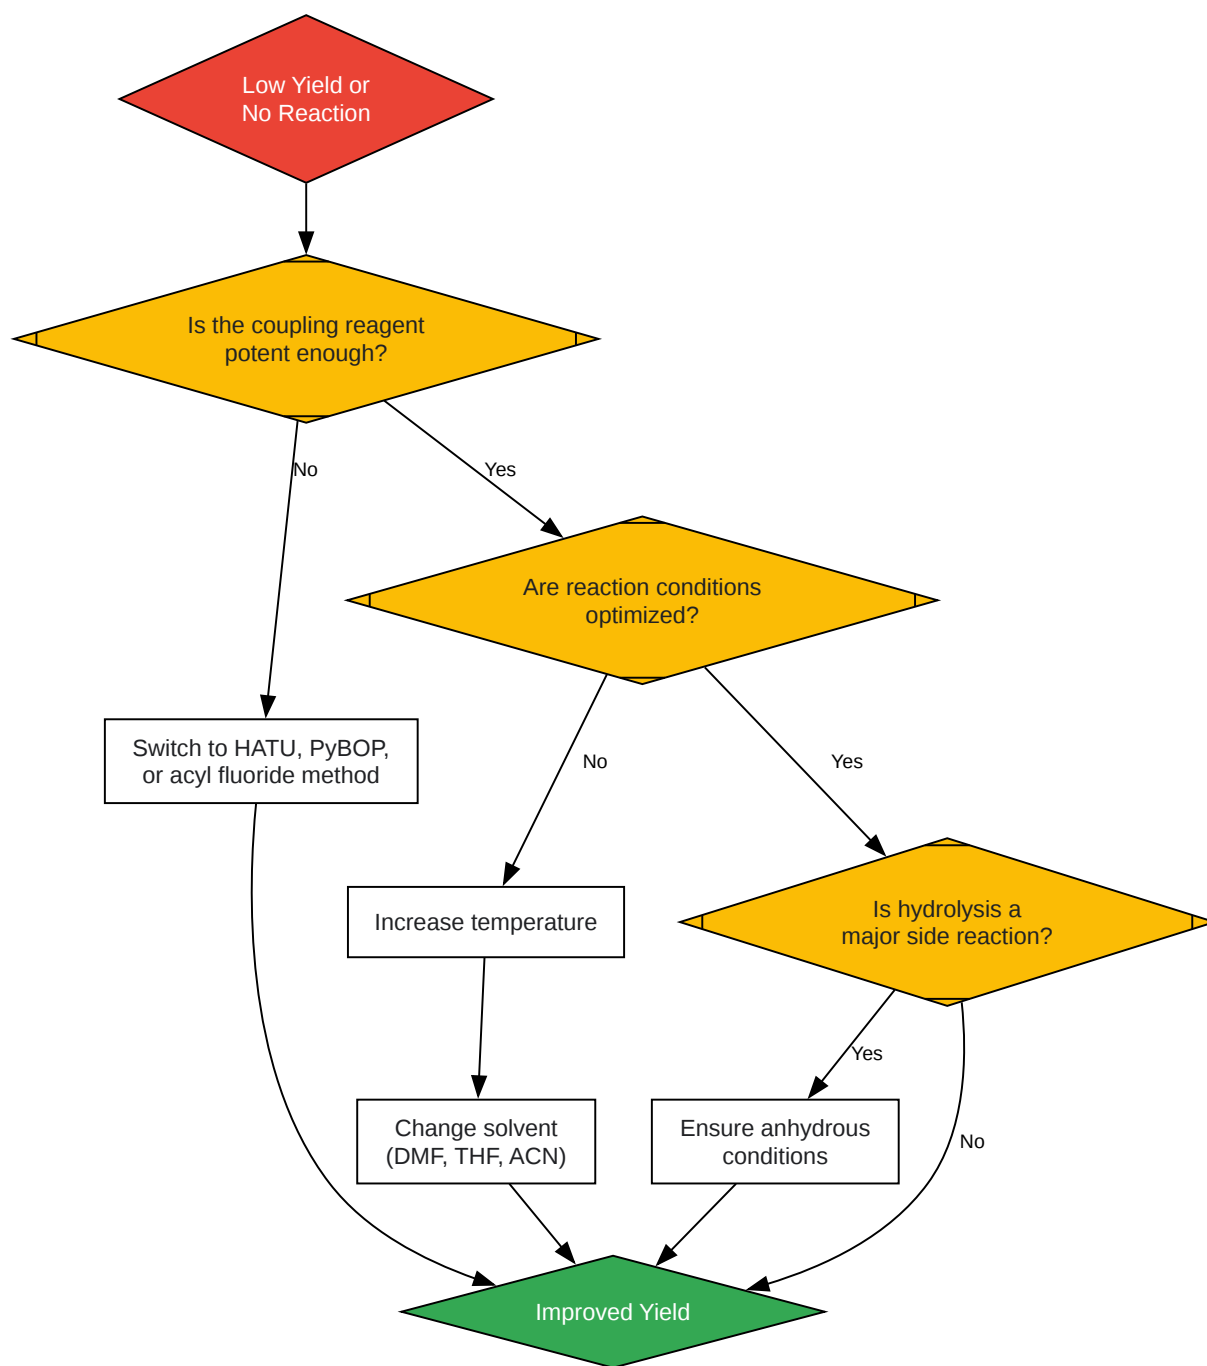 Low Yield or
No Reaction
Is the coupling reagent
potent enough?
No
Yes
Are reaction conditions
optimized?
Switch to HATU, PyBOP,
or acyl fluoride method
No
Yes
Increase temperature
Is hydrolysis a
major side reaction?
Yes
Change solvent
(DMF, THF, ACN)
Ensure anhydrous
conditions
No
Improved Yield